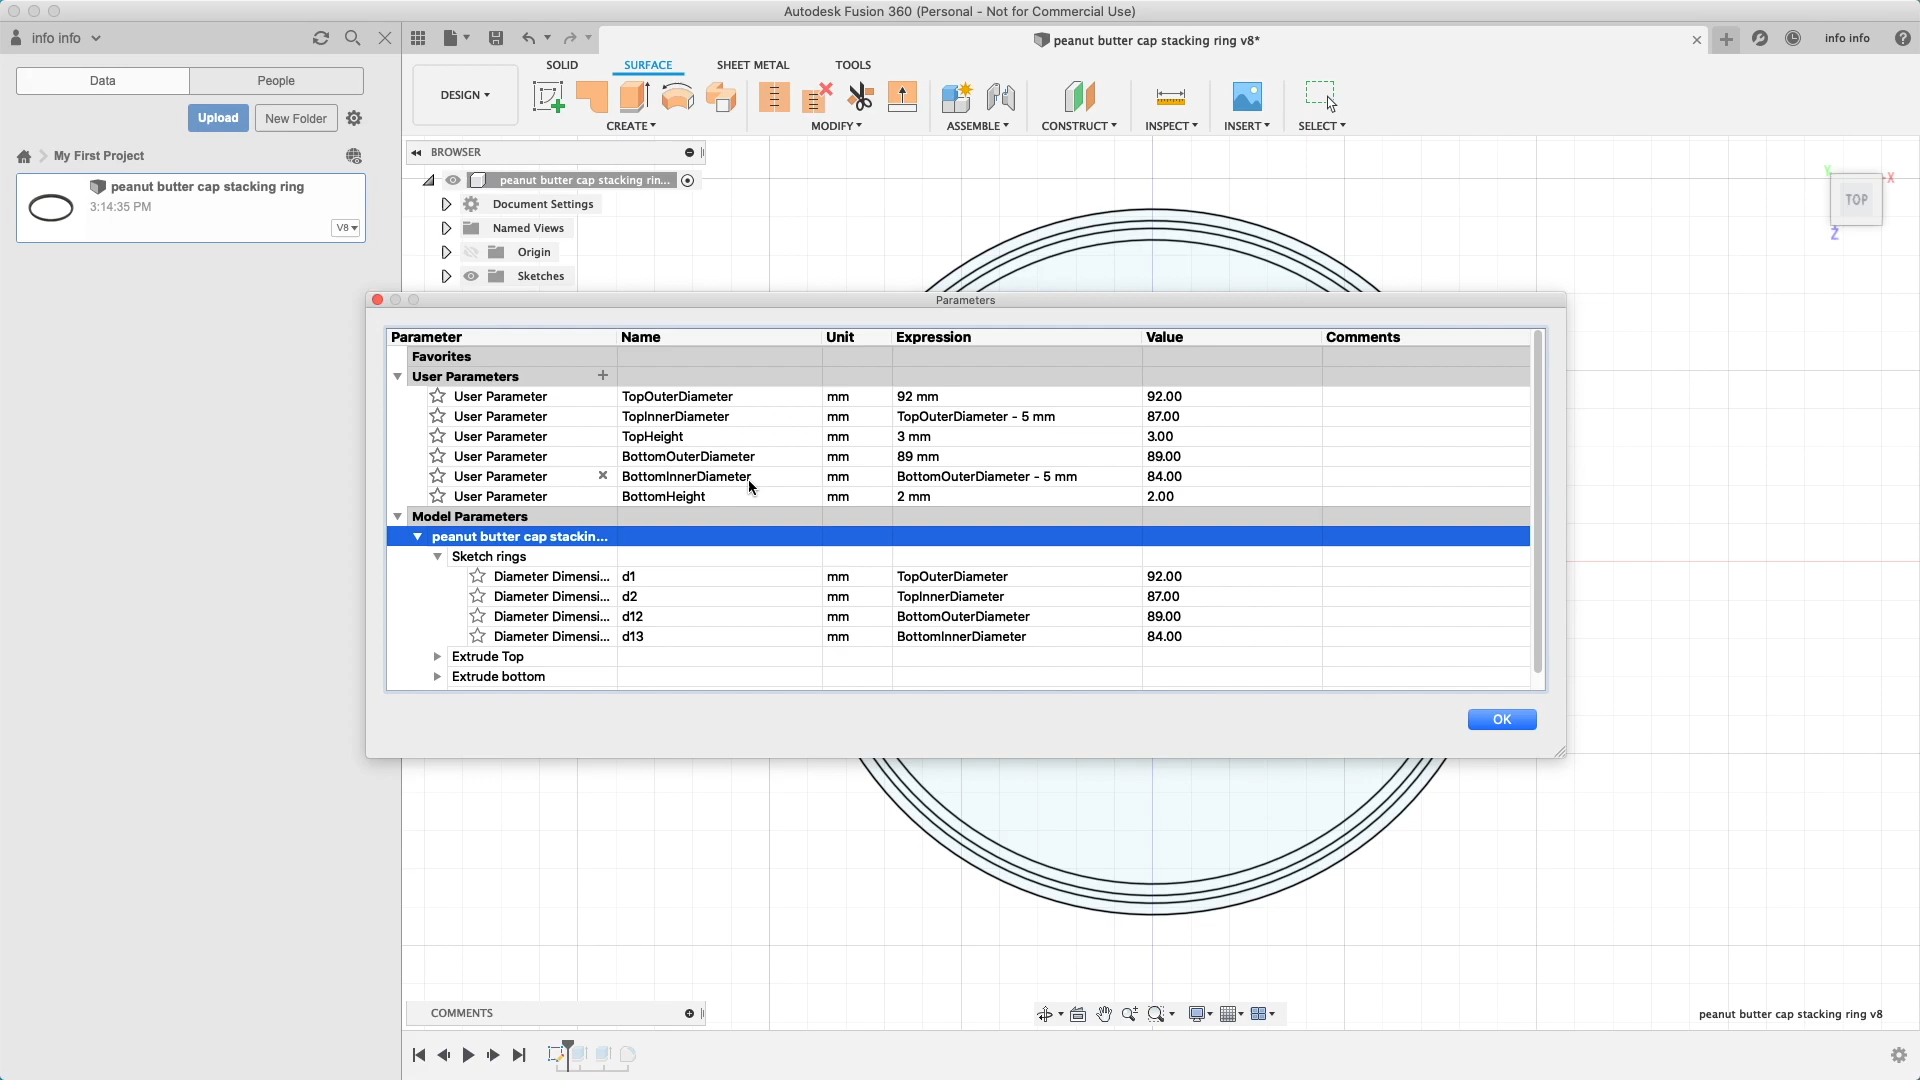 Autodesk Fusion 360 (Personal - Not for Commercial Use)
info info
peanut butter cap stacking ring v8*
info info
Data
People
SOLID
SURFACE
SHEET METAL
TOOLS
DESIGN
Upload
New Folder
CREATE
MODIFY
ASSEMBLE
CONSTRUCT
INSPECT
INSERT
SELECT
My First Project
peanut butter cap stacking ring
3:14:35 PM
V8
BROWSER
peanut butter cap stacking rin...
Document Settings
Named Views
Origin
Sketches
Y
X
TOP
Z
Parameters
Parameter Name Unit Expression Value Comments
Favorites
User Parameters +
User Parameter TopOuterDiameter mm 92 mm 92.00
User Parameter TopInnerDiameter mm TopOuterDiameter - 5 mm 87.00
User Parameter TopHeight mm 3 mm 3.00
User Parameter BottomOuterDiameter mm 89 mm 89.00
User Parameter BottomInnerDiameter mm BottomOuterDiameter - 5 mm 84.00
User Parameter BottomHeight mm 2 mm 2.00
Model Parameters
peanut butter cap stackin...
Sketch rings
Diameter Dimensi... d1 mm TopOuterDiameter 92.00
Diameter Dimensi... d2 mm TopInnerDiameter 87.00
Diameter Dimensi... d12 mm BottomOuterDiameter 89.00
Diameter Dimensi... d13 mm BottomInnerDiameter 84.00
Extrude Top
Extrude bottom
OK
COMMENTS
peanut butter cap stacking ring v8